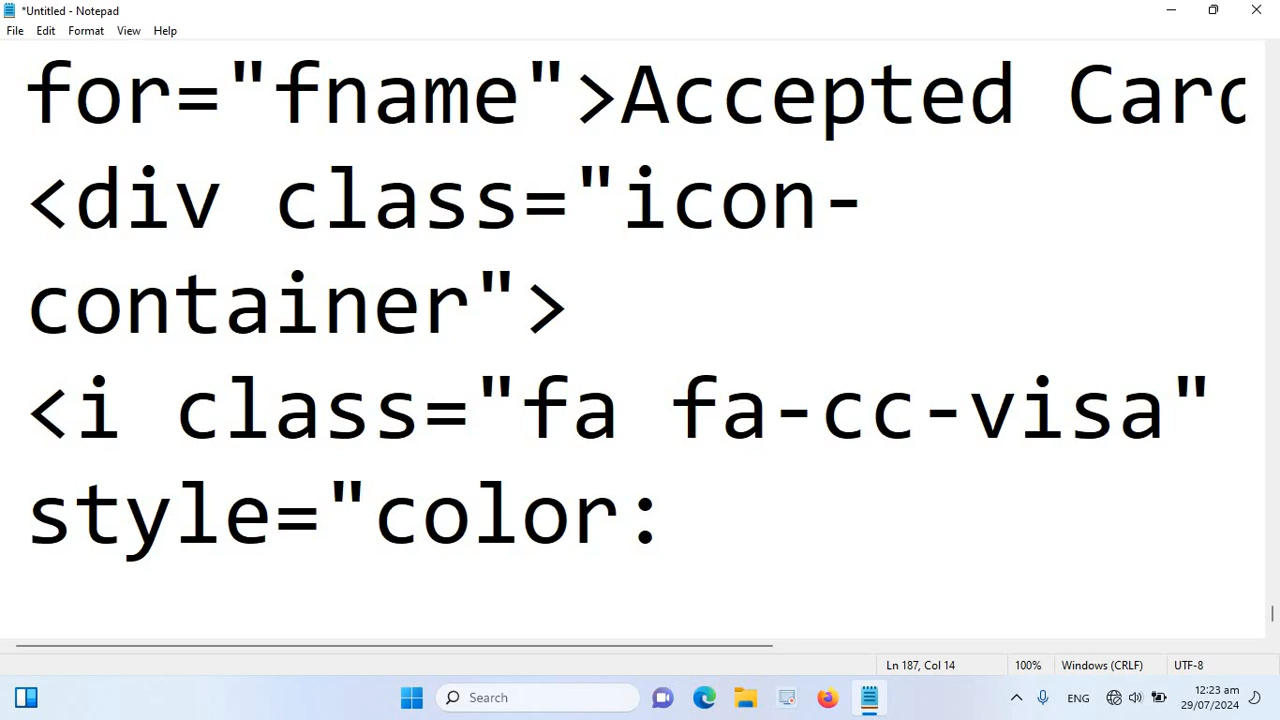 *Untitled - Notepad
File Edit Format View Help
for="fname">Accepted Card
<div class="icon-
container">
<i class="fa fa-cc-visa"
style="color:
Ln 187, Col 14 100% Windows (CRLF) UTF-8
Search ENG 12:23 am
29/07/2024